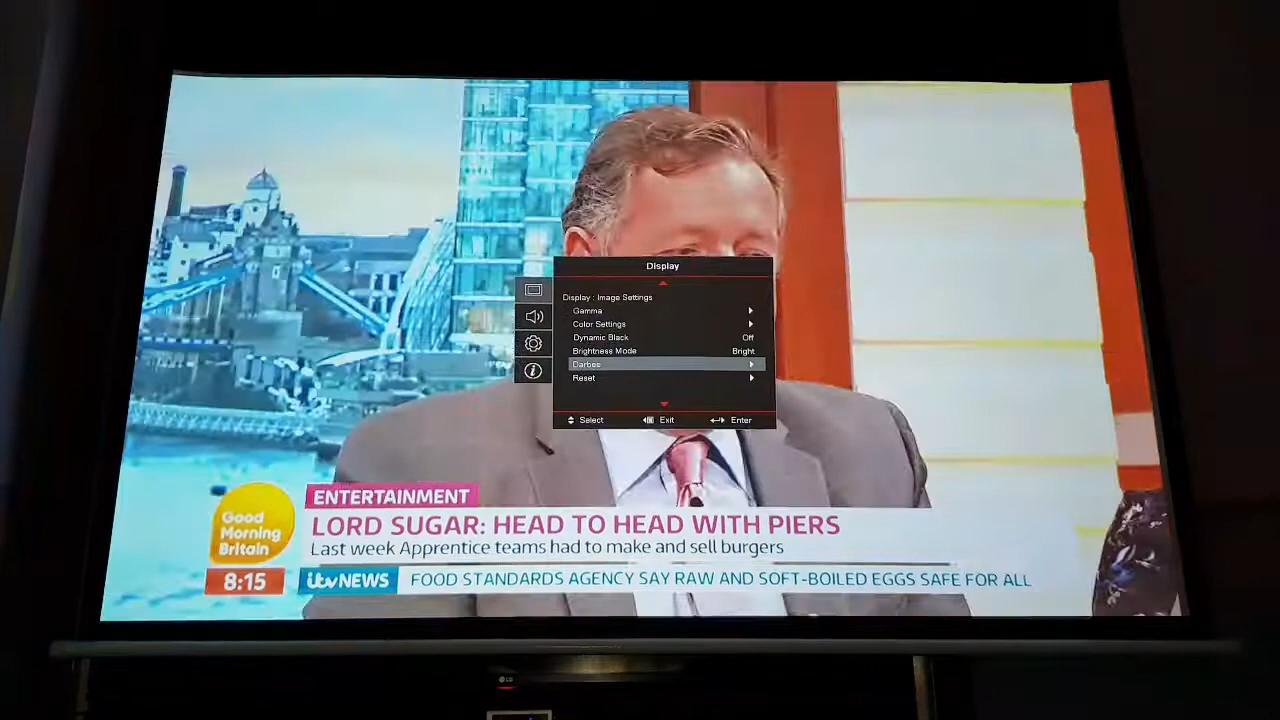 Display
Display : Image Settings
Gamma
Color Settings
Dynamic Black Off
Brightness Mode Bright
Darbee
Reset
Select Exit Enter
ENTERTAINMENT
LORD SUGAR: HEAD TO HEAD WITH PIERS
Last week Apprentice teams had to make and sell burgers
Good
Morning
Britain
8:15 itv NEWS FOOD STANDARDS AGENCY SAY RAW AND SOFT-BOILED EGGS SAFE FOR ALL
LG